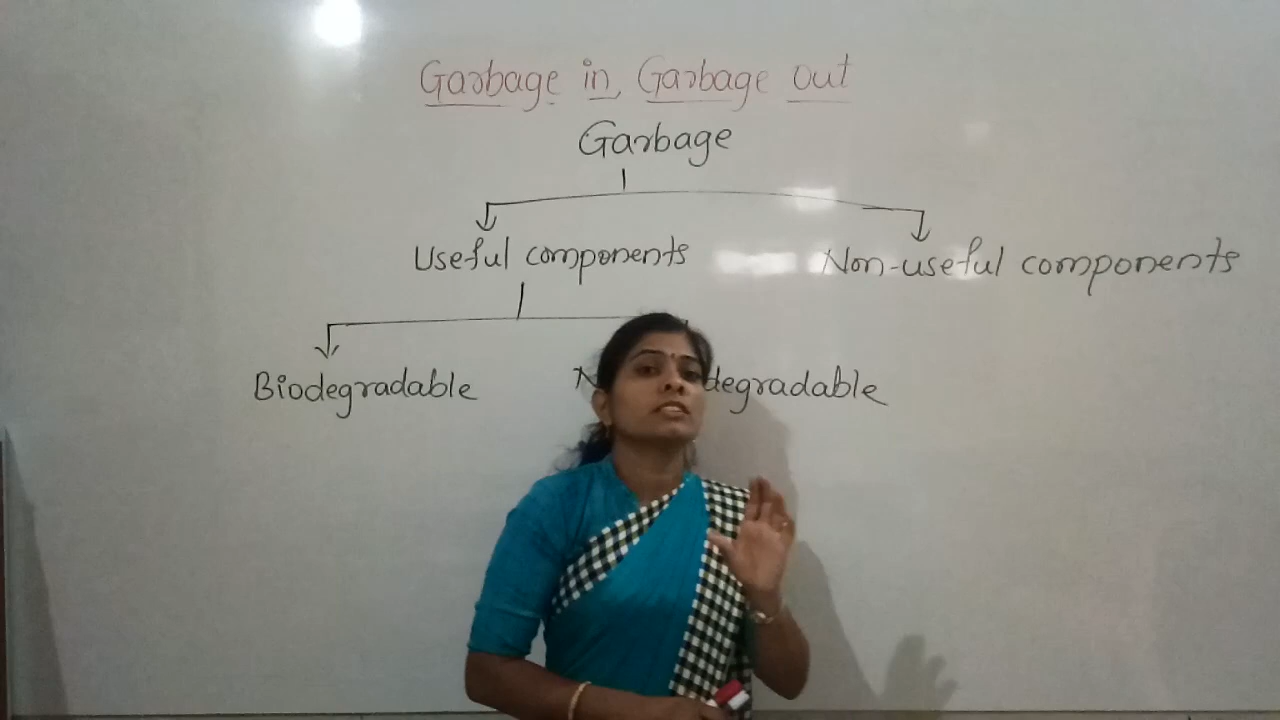 Garbage in, Garbage out
Garbage
Useful components Non-useful components
Biodegradable N degradable